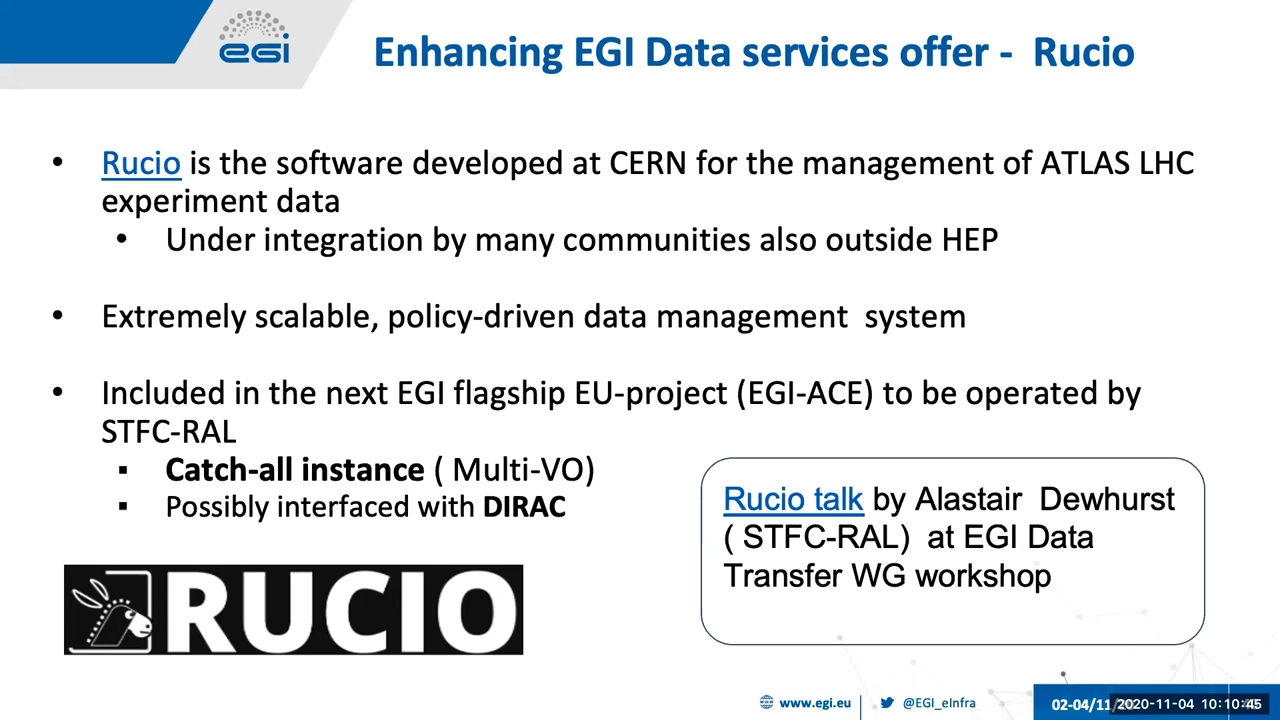 egi
Enhancing EGI Data services offer - Rucio
• Rucio is the software developed at CERN for the management of ATLAS LHC
experiment data
• Under integration by many communities also outside HEP
• Extremely scalable, policy-driven data management system
• Included in the next EGI flagship EU-project (EGI-ACE) to be operated by
STFC-RAL
▪ Catch-all instance ( Multi-VO)
▪ Possibly interfaced with DIRAC
Rucio talk by Alastair Dewhurst
( STFC-RAL) at EGI Data
Transfer WG workshop
RUCIO
www.egi.eu
@EGI_eInfra
02-04/11/
2020-11-04 10:10:45